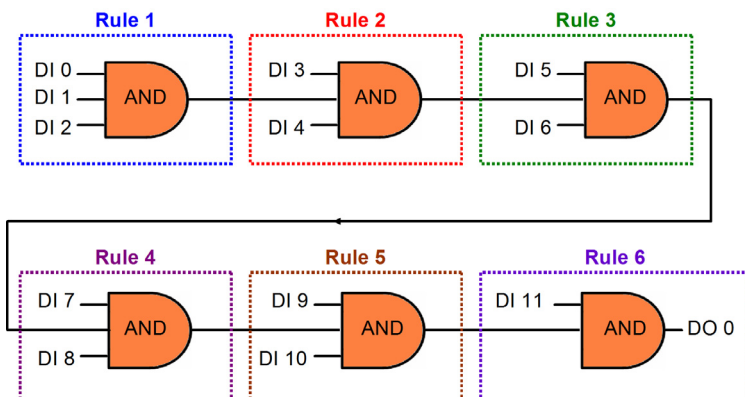 Rule 1
Rule 2
Rule 3
DI 0
DI 1
DI 2
AND
DI 3
DI 4
AND
DI 5
DI 6
AND
Rule 4
Rule 5
Rule 6
DI 7
DI 8
AND
DI 9
DI 10
AND
DI 11
AND
DO 0